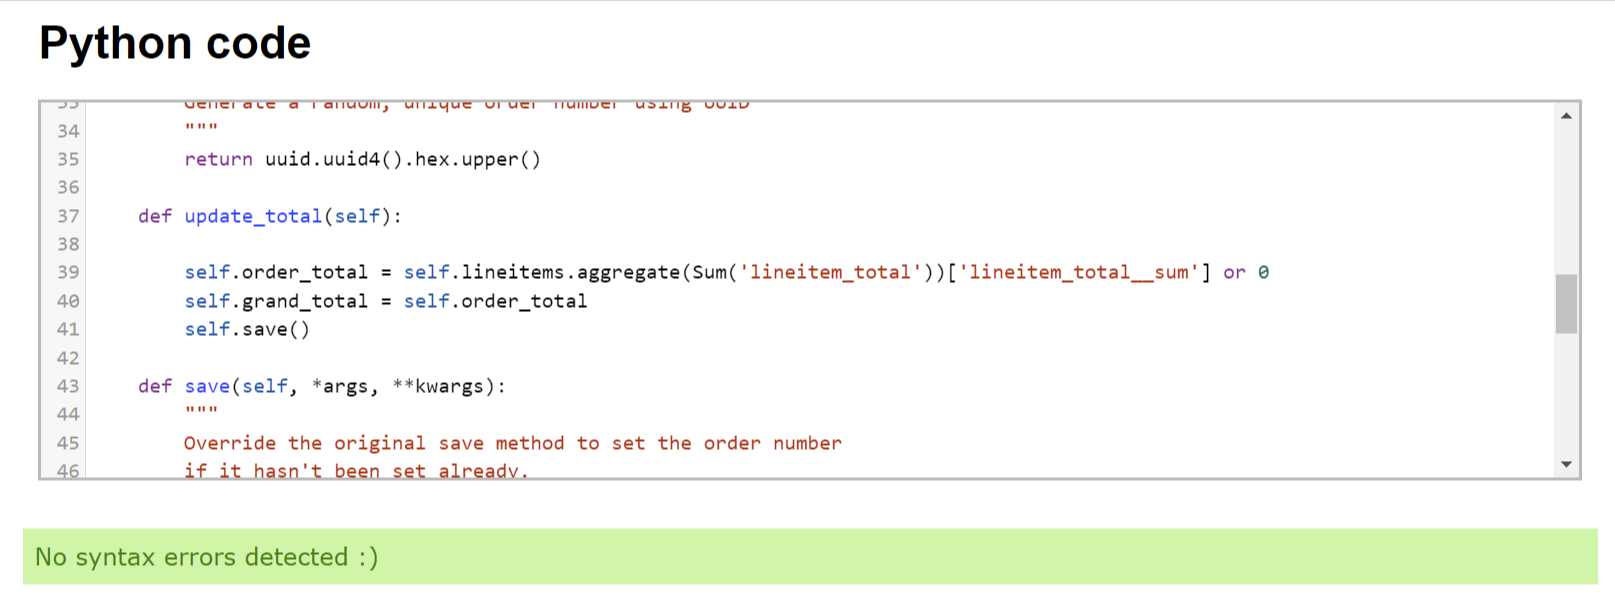 Python code
33 Generate a random, unique order number using UUID
34 """
35 return uuid.uuid4().hex.upper()
36
37 def update_total(self):
38
39 self.order_total = self.lineitems.aggregate(Sum('lineitem_total'))['lineitem_total__sum'] or 0
40 self.grand_total = self.order_total
41 self.save()
42
43 def save(self, *args, **kwargs):
44 """
45 Override the original save method to set the order number
46 if it hasn't been set already.
No syntax errors detected :)